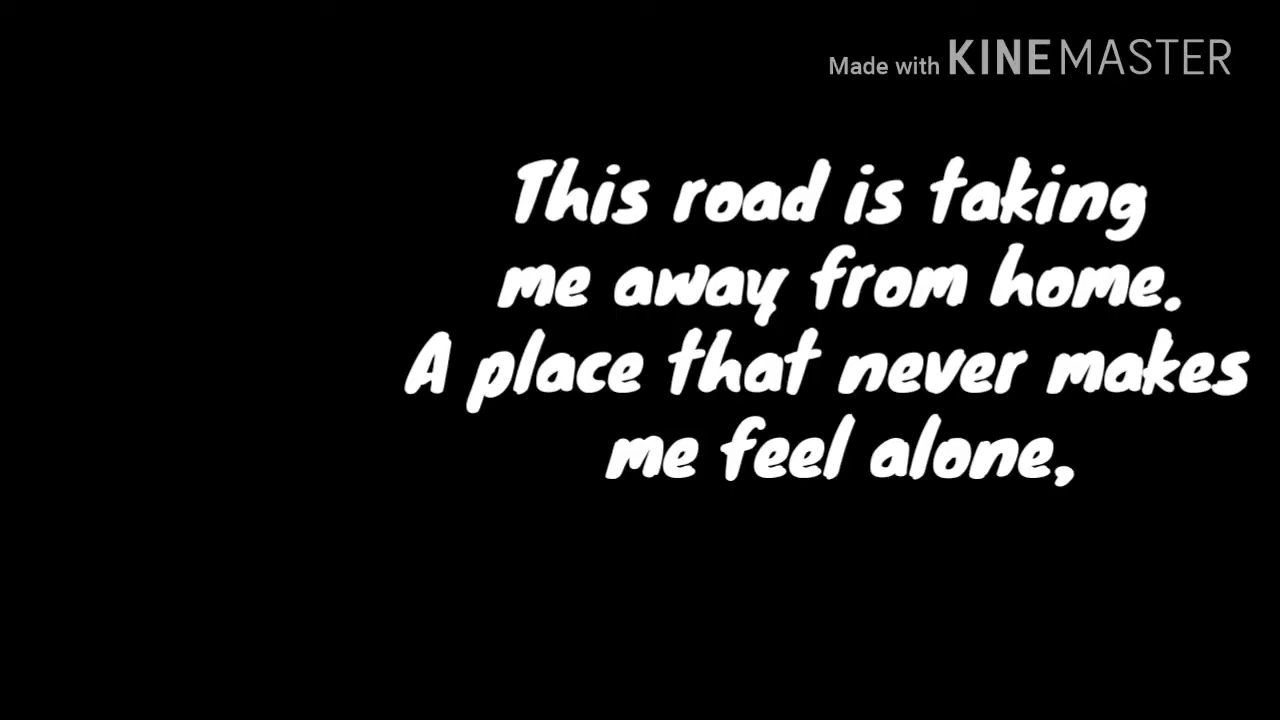 Made with KINEMASTER
This road is taking
me away from home.
A place that never makes
me feel alone,